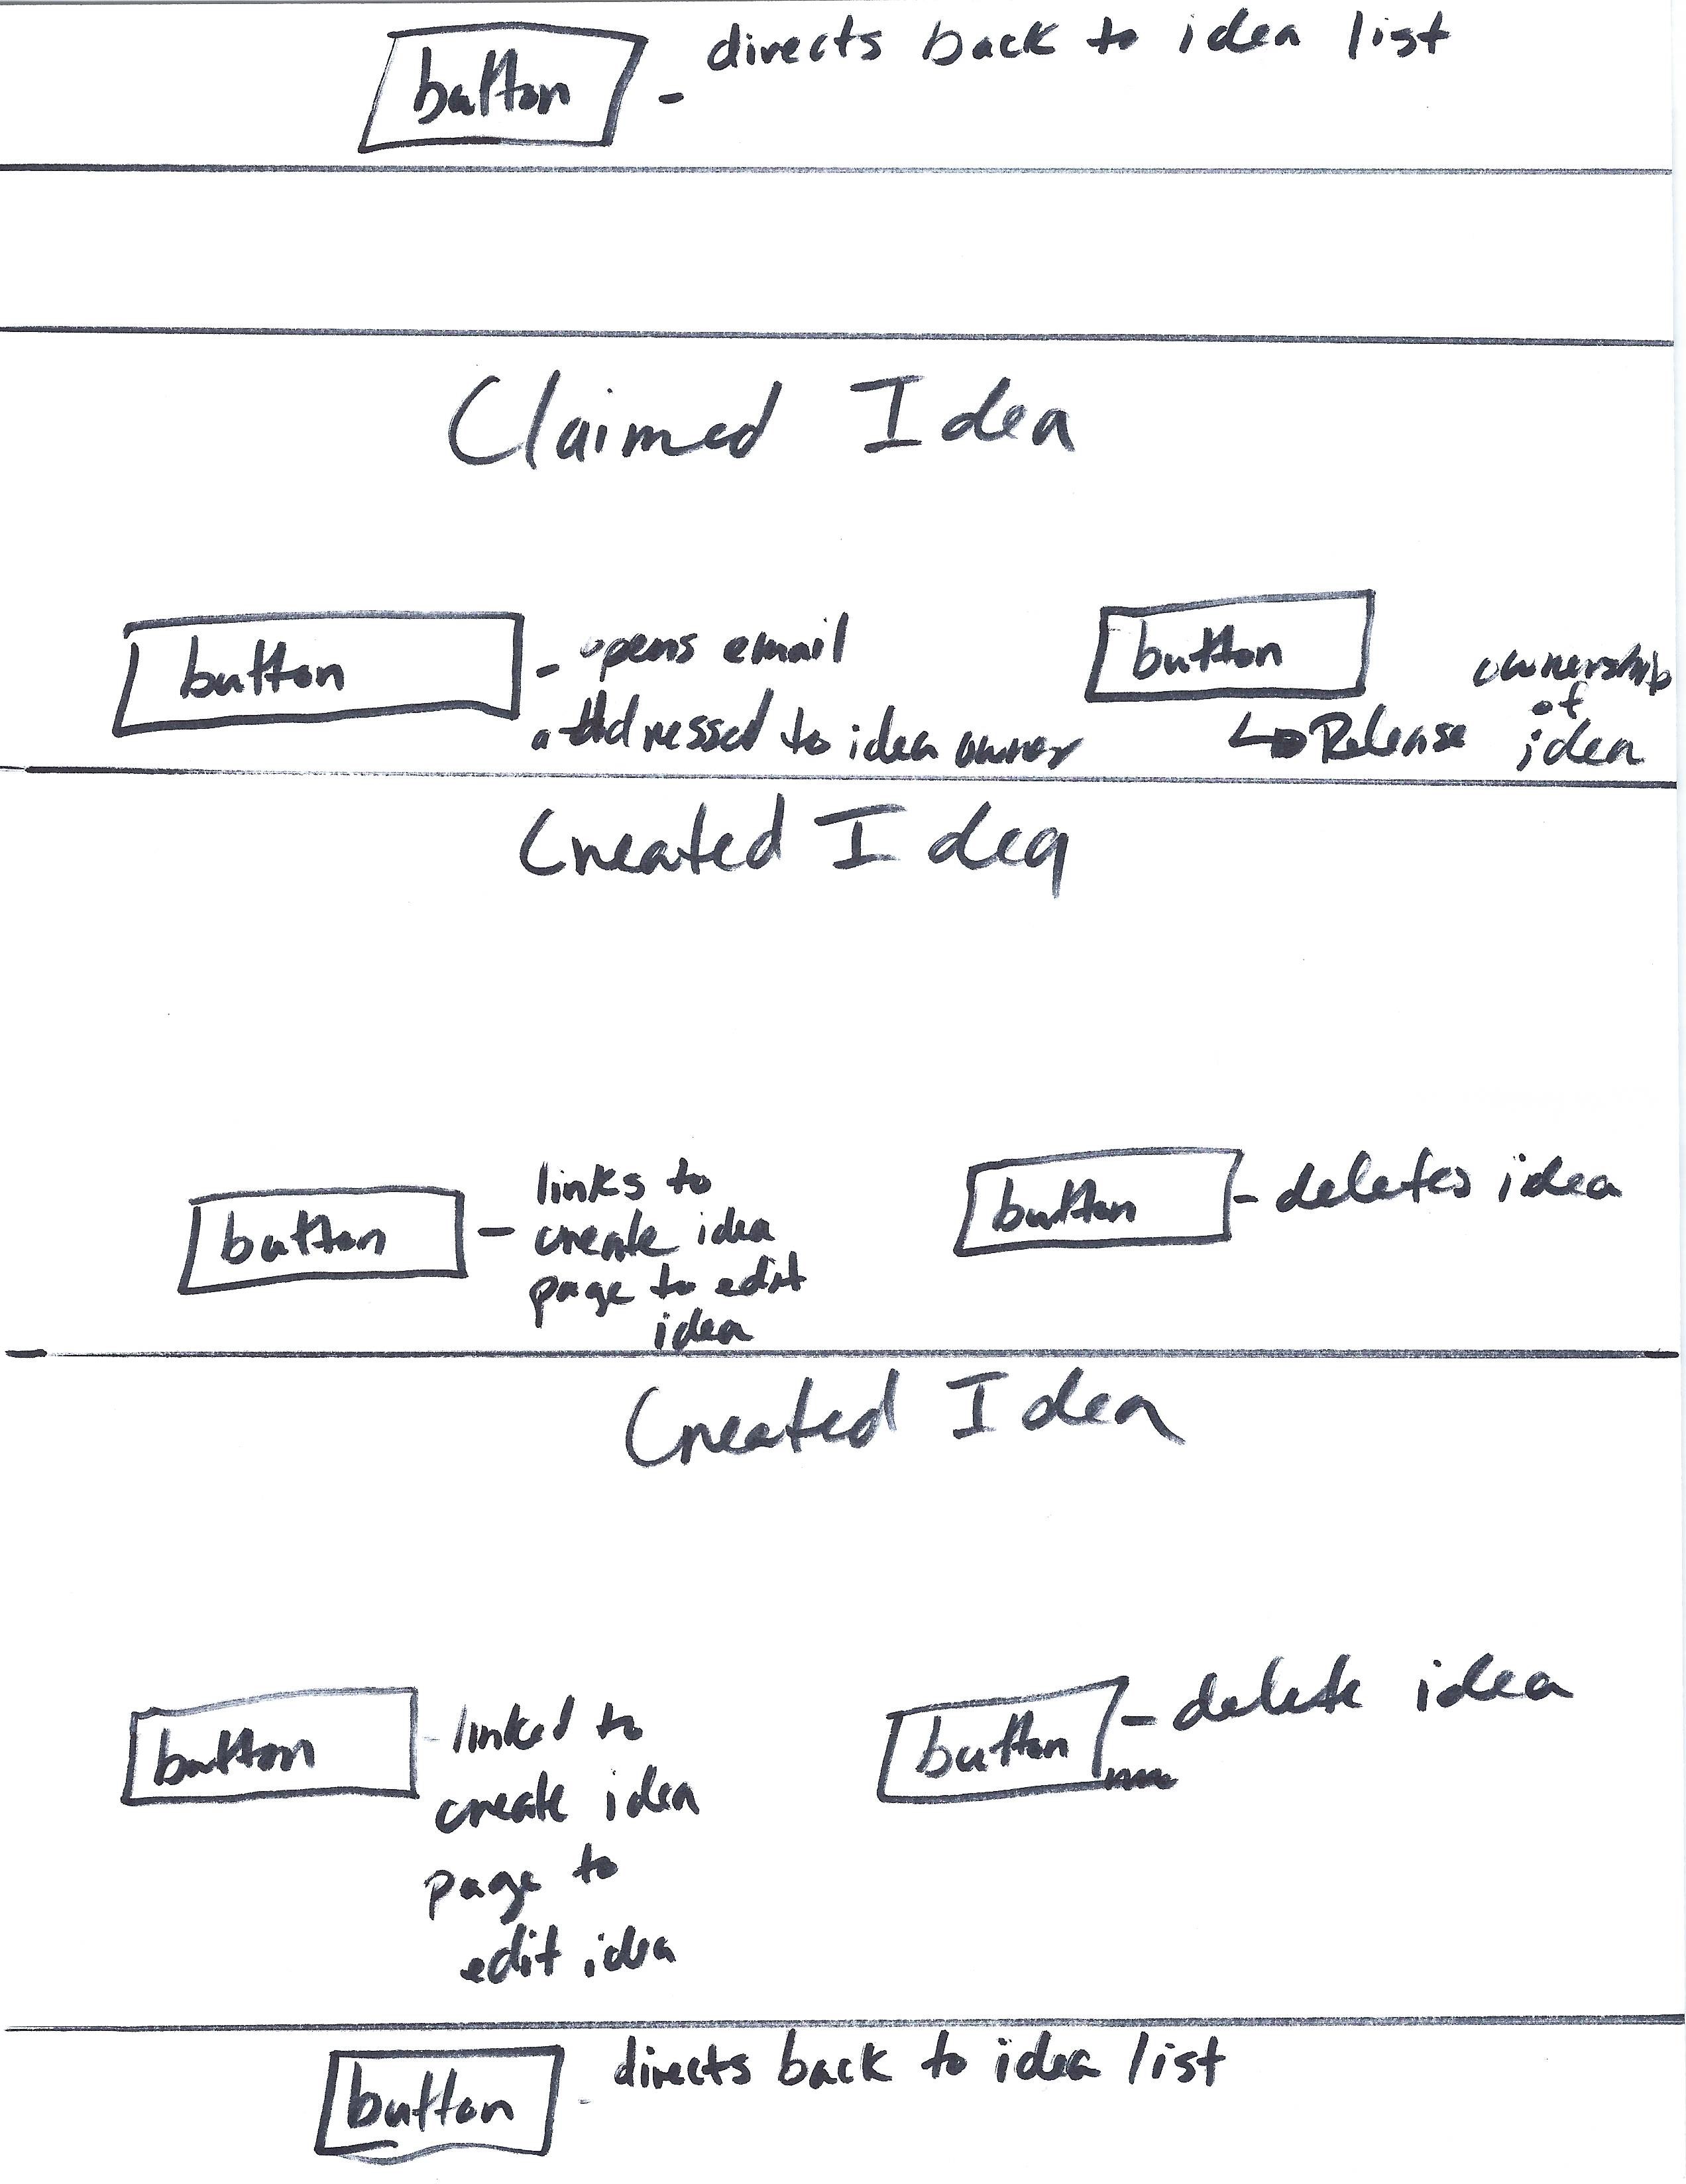 button - directs back to idea list
Claimed Idea
button - opens email
addressed to idea owner
button
↳ Release ownership
of
idea
Created Idea
button - links to
create idea
page to edit
idea
button - deletes idea
Created Idea
button - linked to
create idea
page to
edit idea
button - delete idea
button - directs back to idea list